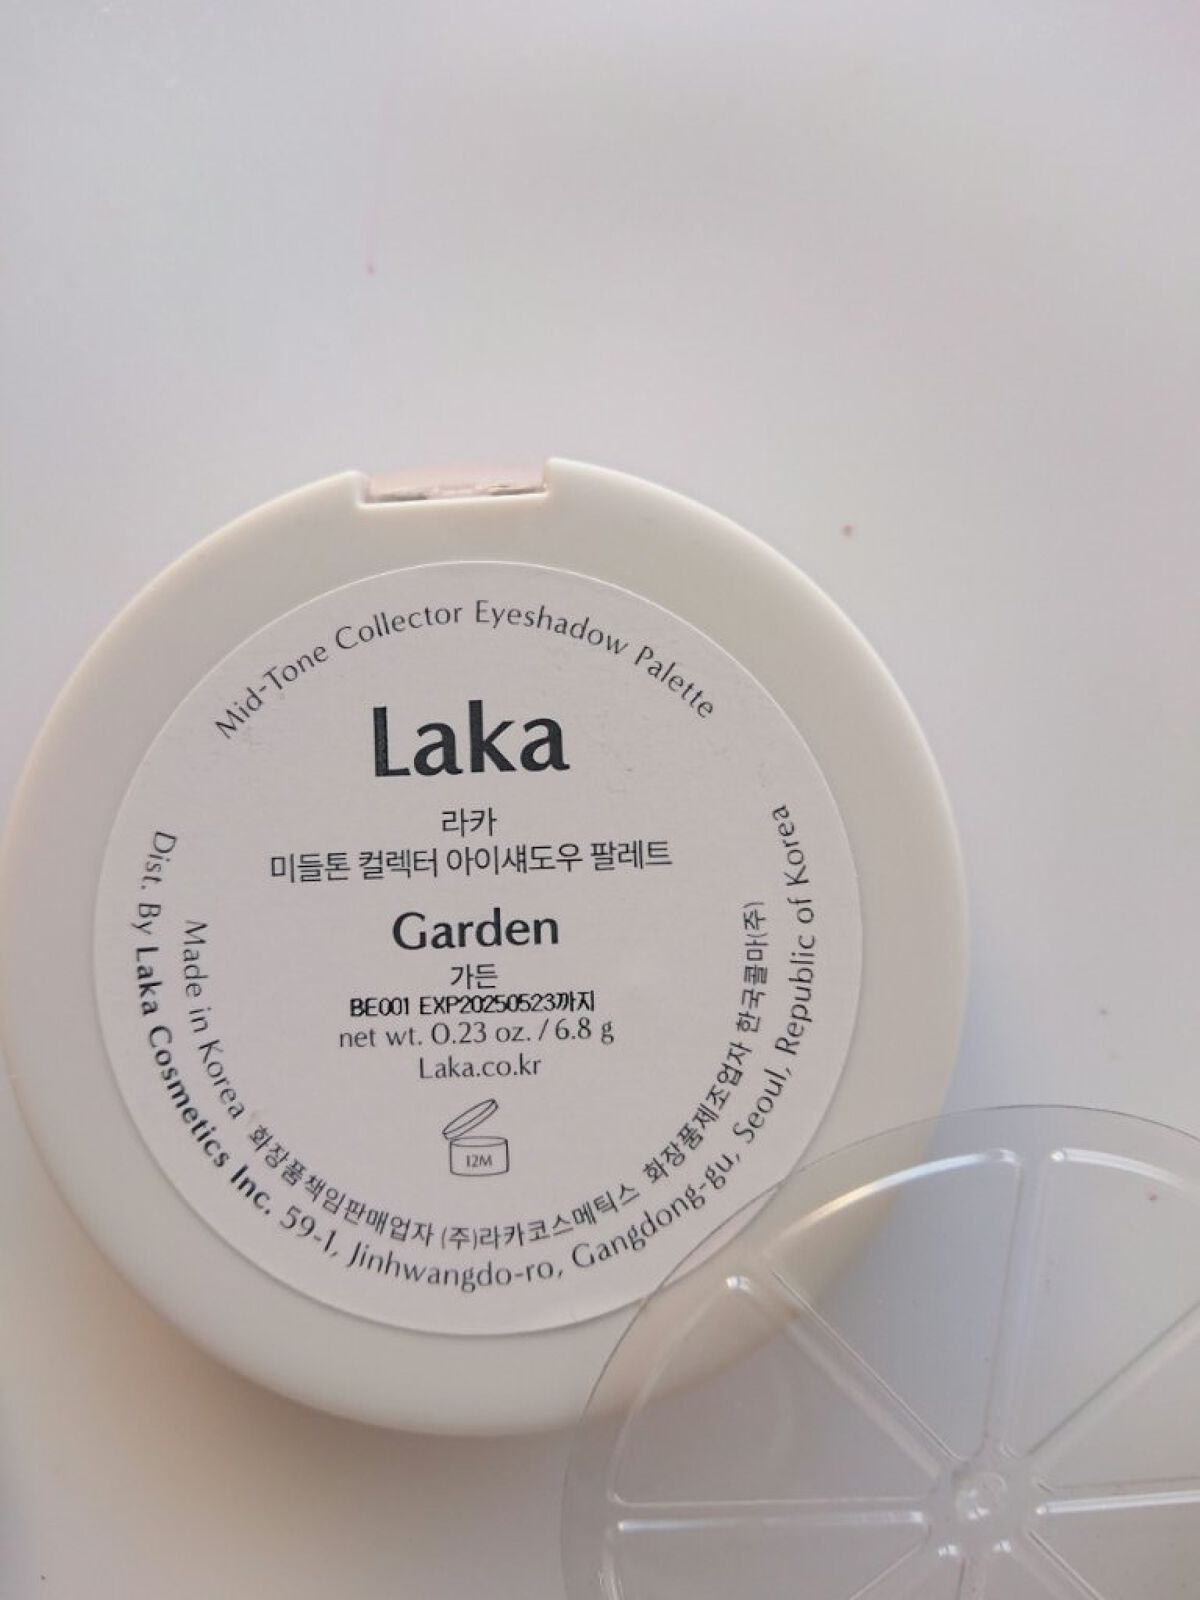 Mid-Tone Collector Eyeshadow Palette
Laka
라카
미들톤 컬렉터 아이섀도우 팔레트
Garden
가든
BE001 EXP20250523까지
net wt. 0.23 oz. / 6.8 g
Laka.co.kr
12M
Made in Korea 화장품책임판매업자 (주)라카코스메틱스 화장품제조업자 한국콜마(주)
Dist. By Laka Cosmetics Inc. 59-1, Jinhwangdo-ro, Gangdong-gu, Seoul, Republic of Korea